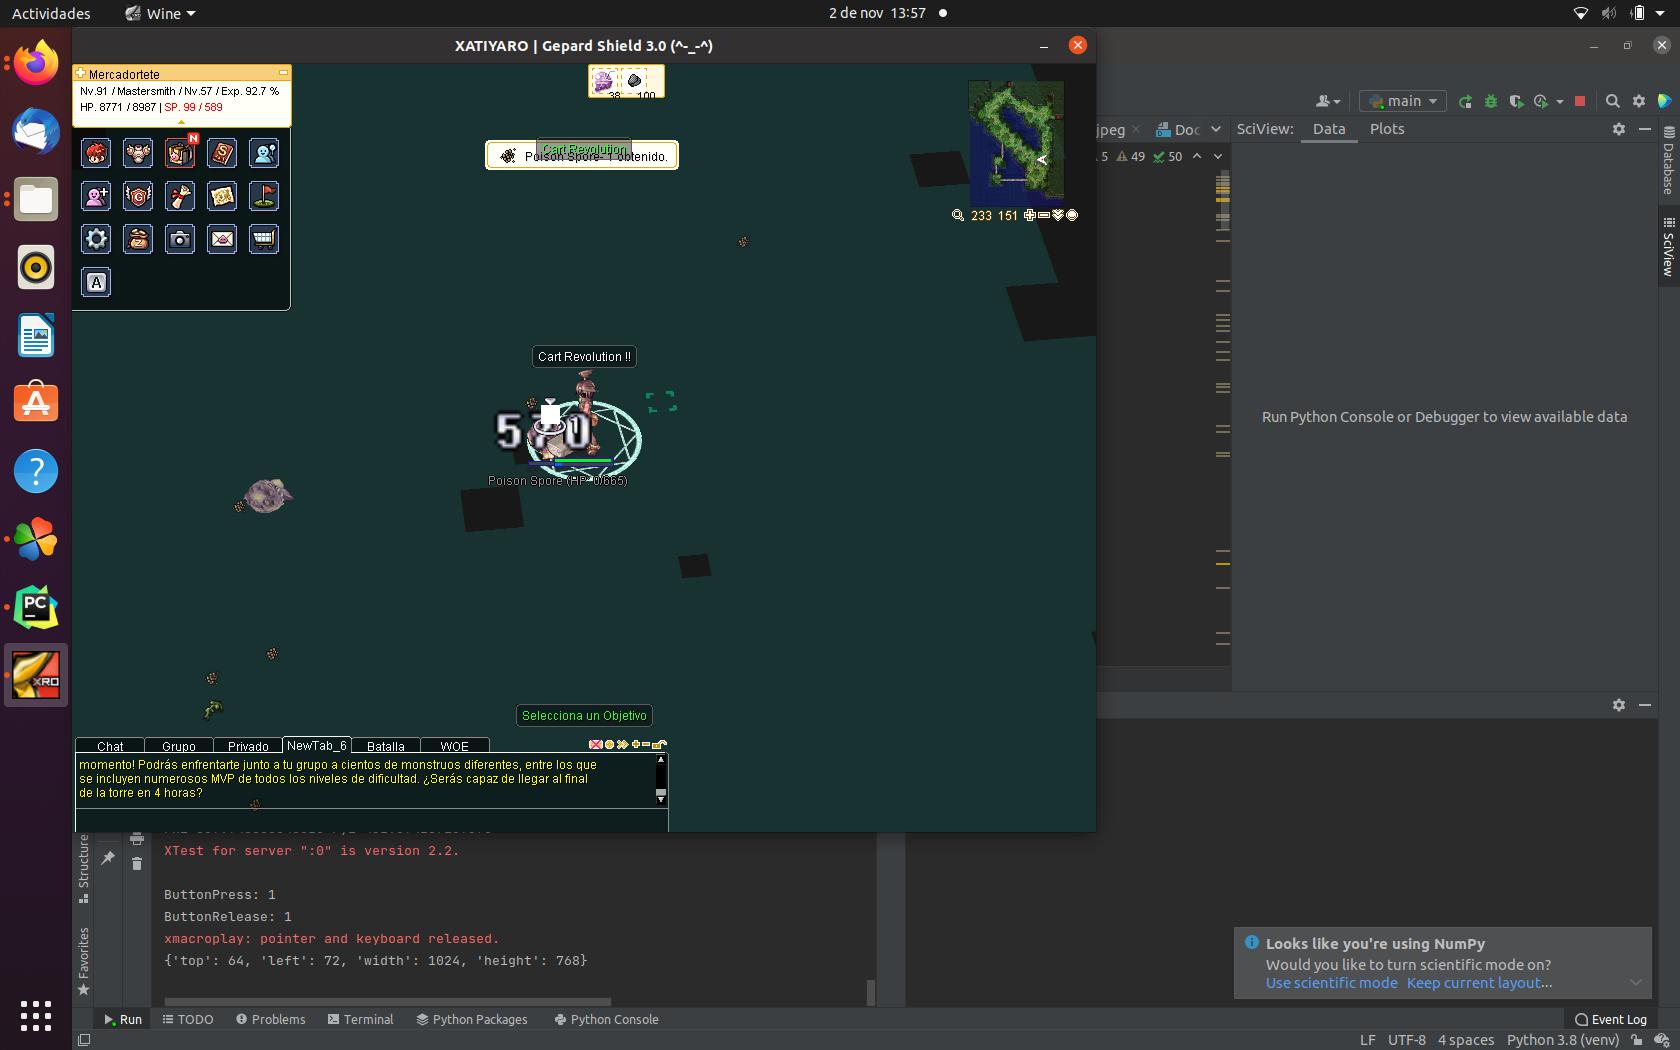 Actividades
Wine
2 de nov 13:57
XATIYARO | Gepard Shield 3.0 (^-_-^)
Mercadortete
Nv.91 / Mastersmith / Nv.57 / Exp. 92.7 %
HP. 8771 / 8987 | SP. 99 / 589
N
38 100
Cart Revolution
Poison Spore- 1 obtenido.
233 151
A
Cart Revolution !!
570
Poison Spore (HP- 0/665)
Selecciona un Objetivo
Chat Grupo Privado NewTab_6 Batalla WOE
momento! Podrás enfrentarte junto a tu grupo a cientos de monstruos diferentes, entre los que
se incluyen numerosos MVP de todos los niveles de dificultad. ¿Serás capaz de llegar al final
de la torre en 4 horas?
XRO
PC
main
jpeg
Doc
SciView: Data Plots
5 49 50
Database
SciView
Run Python Console or Debugger to view available data
XTest for server ":0" is version 2.2.
ButtonPress: 1
ButtonRelease: 1
xmacroplay: pointer and keyboard released.
{'top': 64, 'left': 72, 'width': 1024, 'height': 768}
Structure
Favorites
Looks like you're using NumPy
Would you like to turn scientific mode on?
Use scientific mode Keep current layout...
Run TODO Problems Terminal Python Packages Python Console
Event Log
LF UTF-8 4 spaces Python 3.8 (venv)